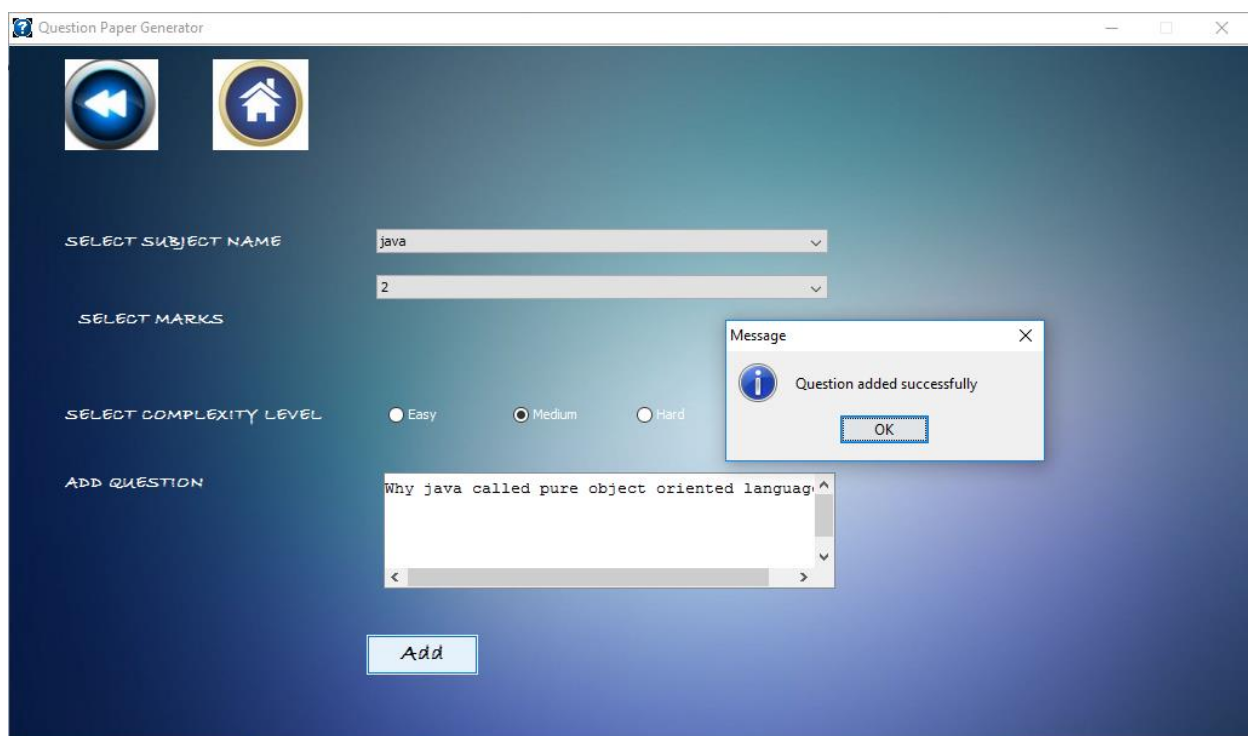 Question Paper Generator
SELECT SUBJECT NAME
java
2
SELECT MARKS
Message
Question added successfully
OK
SELECT COMPLEXITY LEVEL
Easy
Medium
Hard
ADD QUESTION
Why java called pure object oriented languag
Add